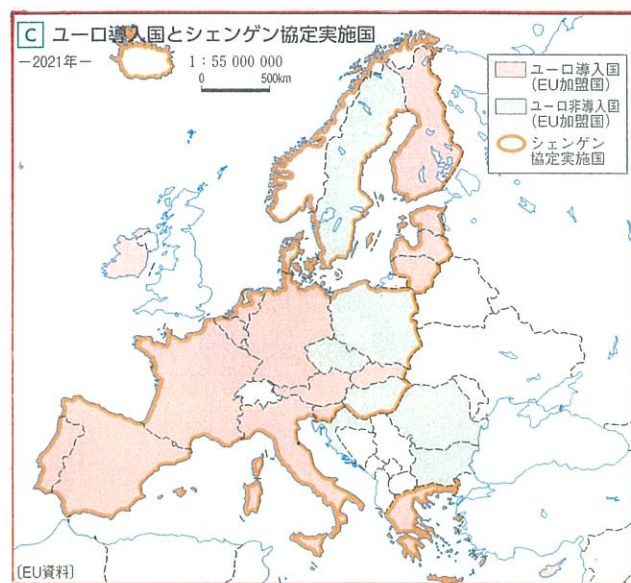 C ユーロ導入国とシェンゲン協定実施国
－2021年－
1：55 000 000
0 500km
ユーロ導入国
(EU加盟国)
ユーロ非導入国
(EU加盟国)
シェンゲン
協定実施国
〔EU資料〕